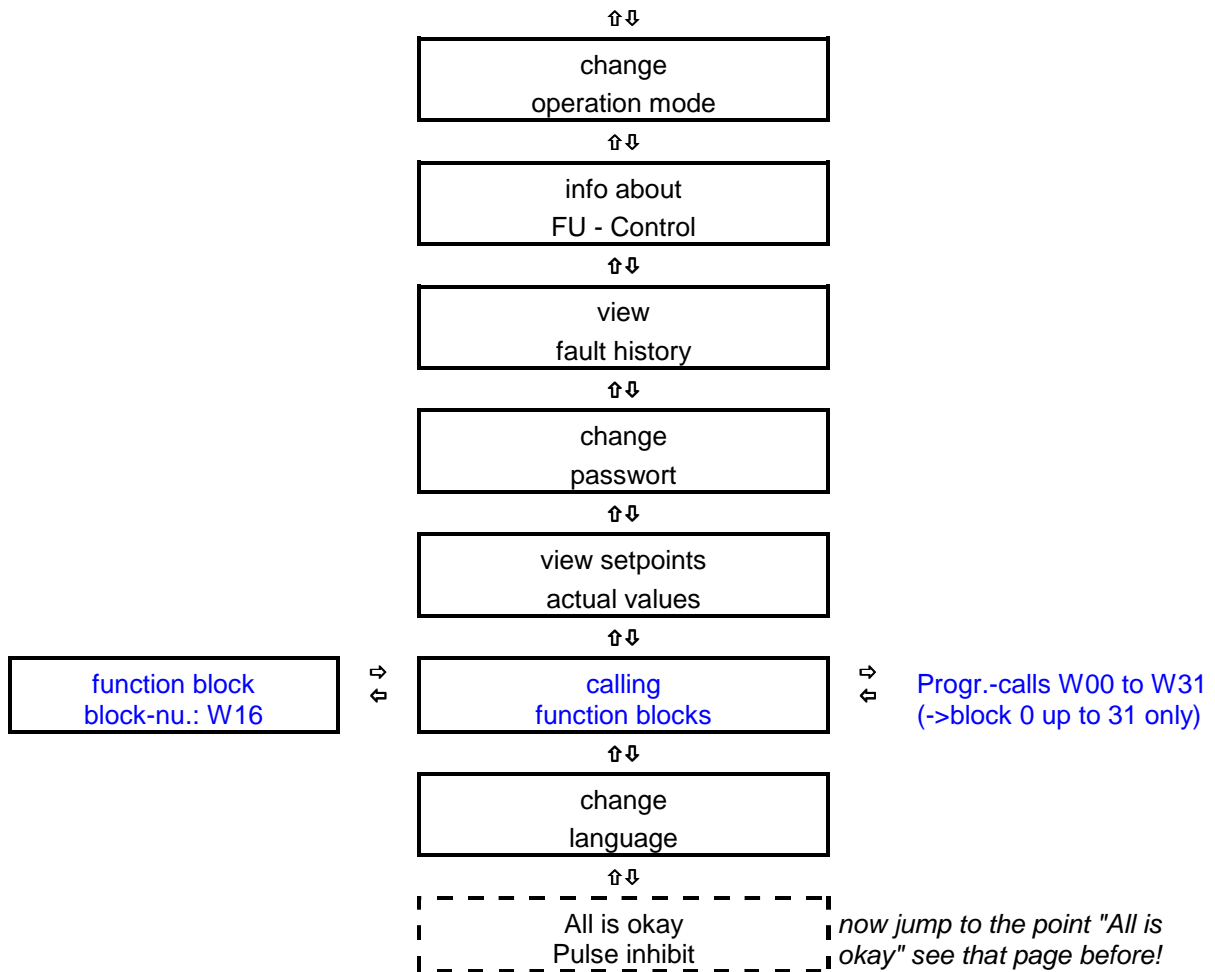 ⇧⇩
change
operation mode
⇧⇩
info about
FU - Control
⇧⇩
view
fault history
⇧⇩
change
passwort
⇧⇩
view setpoints
actual values
⇧⇩
function block
block-nu.: W16
⇨
⇦
calling
function blocks
⇨
⇦
Progr.-calls W00 to W31
(->block 0 up to 31 only)
⇧⇩
change
language
⇧⇩
All is okay
Pulse inhibit
now jump to the point "All is
okay" see that page before!